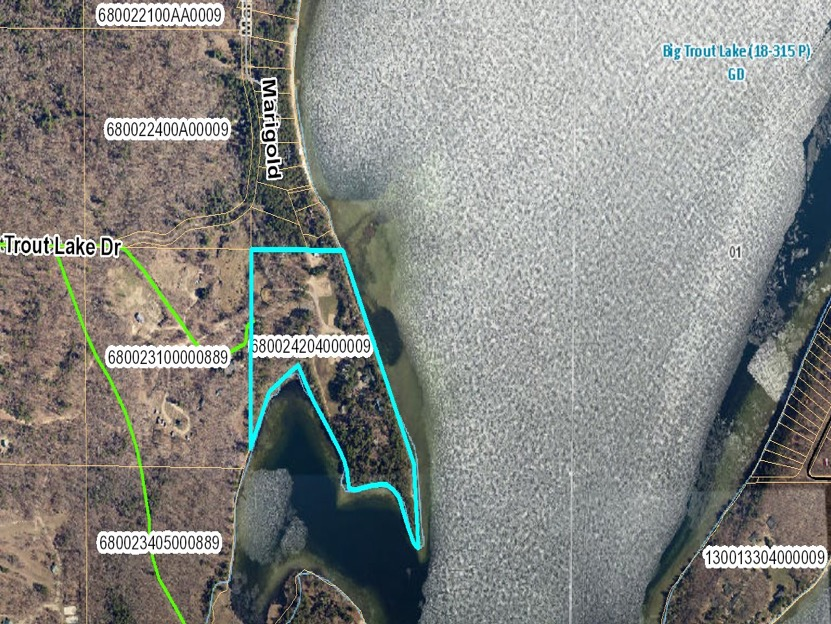 680022100AA0009
Big Trout Lake (18-315 P)
GD
Marigold
680022400A00009
Trout Lake Dr
01
680024204000009
680023100000889
680023405000889
130013304000009